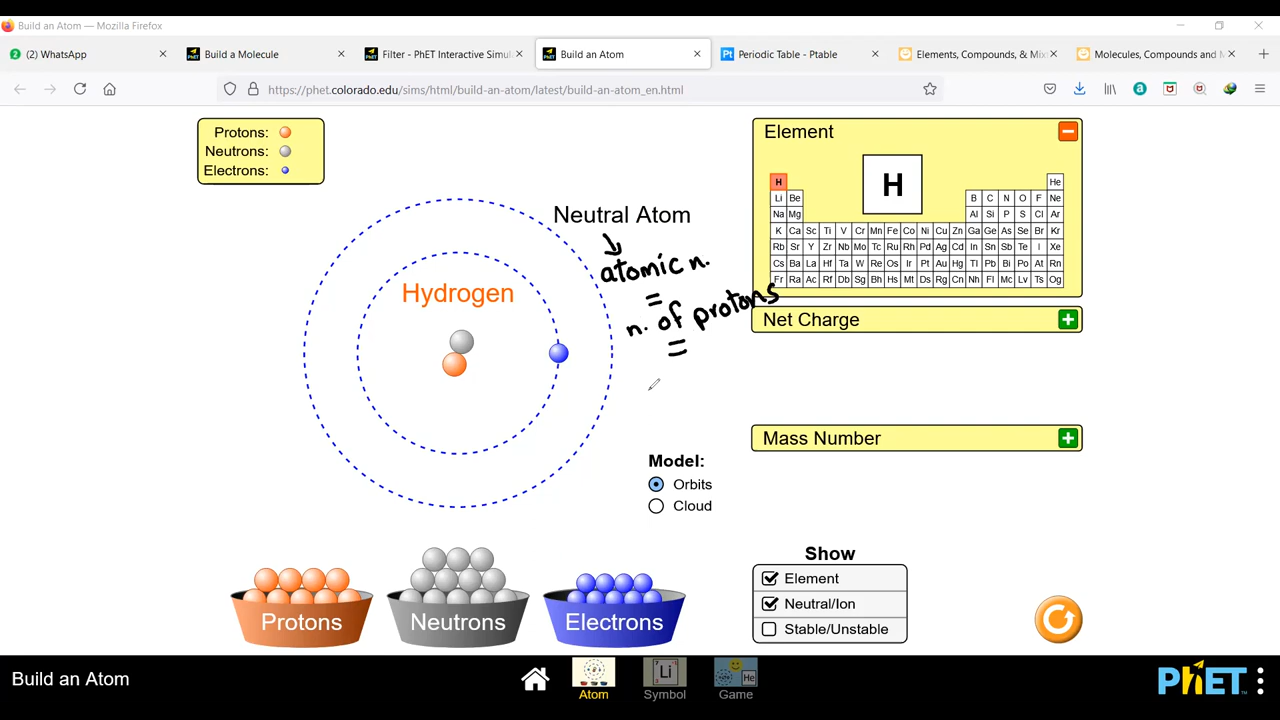 Build an Atom — Mozilla Firefox
(2) WhatsApp
Build a Molecule
Filter - PhET Interactive Simul
Build an Atom
Periodic Table - Ptable
Elements, Compounds, & Mix
Molecules, Compounds and M
https://phet.colorado.edu/sims/html/build-an-atom/latest/build-an-atom_en.html
Protons:
Neutrons:
Electrons:
Neutral Atom
atomic n.
=
n. of protons
=
Hydrogen
Element
H
H He
Li Be B C N O F Ne
Na Mg Al Si P S Cl Ar
K Ca Sc Ti V Cr Mn Fe Co Ni Cu Zn Ga Ge As Se Br Kr
Rb Sr Y Zr Nb Mo Tc Ru Rh Pd Ag Cd In Sn Sb Te I Xe
Cs Ba La Hf Ta W Re Os Ir Pt Au Hg Tl Pb Bi Po At Rn
Fr Ra Ac Rf Db Sg Bh Hs Mt Ds Rg Cn Nh Fl Mc Lv Ts Og
Net Charge
Mass Number
Model:
Orbits
Cloud
Protons
Neutrons
Electrons
Show
Element
Neutral/Ion
Stable/Unstable
Build an Atom
Atom
Li
Symbol
He
Game
PhET